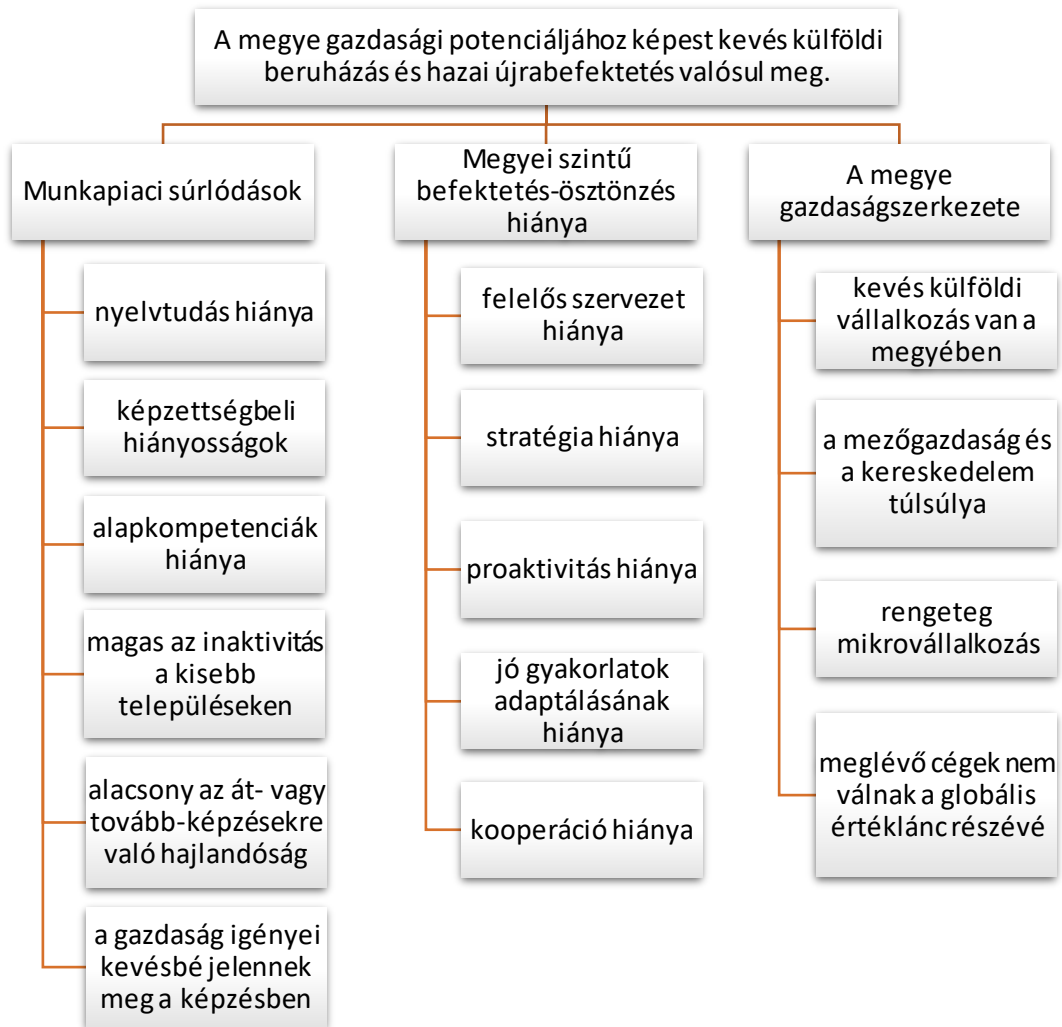 A megye gazdasági potenciáljához képest kevés külföldi
beruházás és hazai újrabefektetés valósul meg.
Munkapiaci súrlódások
nyelvtudás hiánya
képzettségbeli
hiányosságok
alapkompetenciák
hiánya
magas az inaktivitás
a kisebb
településeken
alacsony az át- vagy
tovább-képzésekre
való hajlandóság
a gazdaság igényei
kevésbé jelennek
meg a képzésben
Megyei szintű
befektetés-ösztönzés
hiánya
felelős szervezet
hiánya
stratégia hiánya
proaktivitás hiánya
jó gyakorlatok
adaptálásának
hiánya
kooperáció hiánya
A megye
gazdaságszerkezete
kevés külföldi
vállalkozás van a
megyében
a mezőgazdaság és
a kereskedelem
túlsúlya
rengeteg
mikrovállalkozás
meglévő cégek nem
válnak a globális
értéklánc részévé